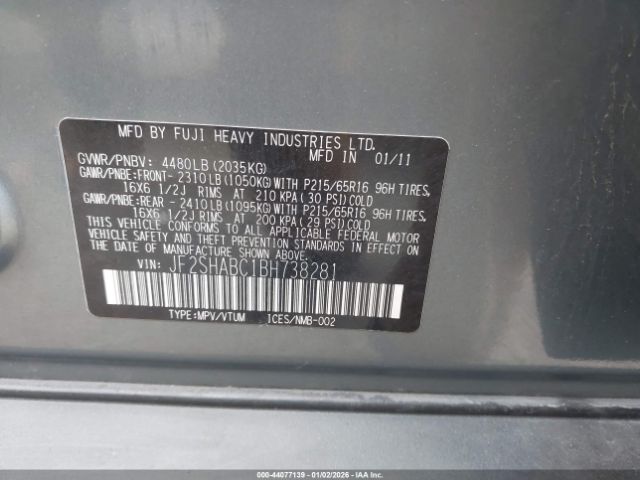 MFD BY FUJI HEAVY INDUSTRIES LTD.
MFD IN 01/11
GVWR/PNBV: 4480LB (2035KG)
GAWR/PNBE:FRONT- 2310LB(1050KG)WITH P215/65R16 96H TIRES,
16X6 1/2J RIMS AT 210 KPA( 30 PSI)COLD
GAWR/PNBE:REAR - 2410LB(1095KG)WITH P215/65R16 96H TIRES,
16X6 1/2J RIMS AT 200 KPA(29 PSI)COLD
THIS VEHICLE CONFORMS TO ALL APPLICABLE FEDERAL MOTOR
VEHICLE SAFETY AND THEFT PREVENTION STANDARDS IN EFFECT
ON THE DATE OF MANUFACTURE SHOWN ABOVE.
VIN: JF2SHABC1BH738281
TYPE:MPV/VTUM ICES/NMB-002
000-44077139 - 01/02/2026 - IAAI.com